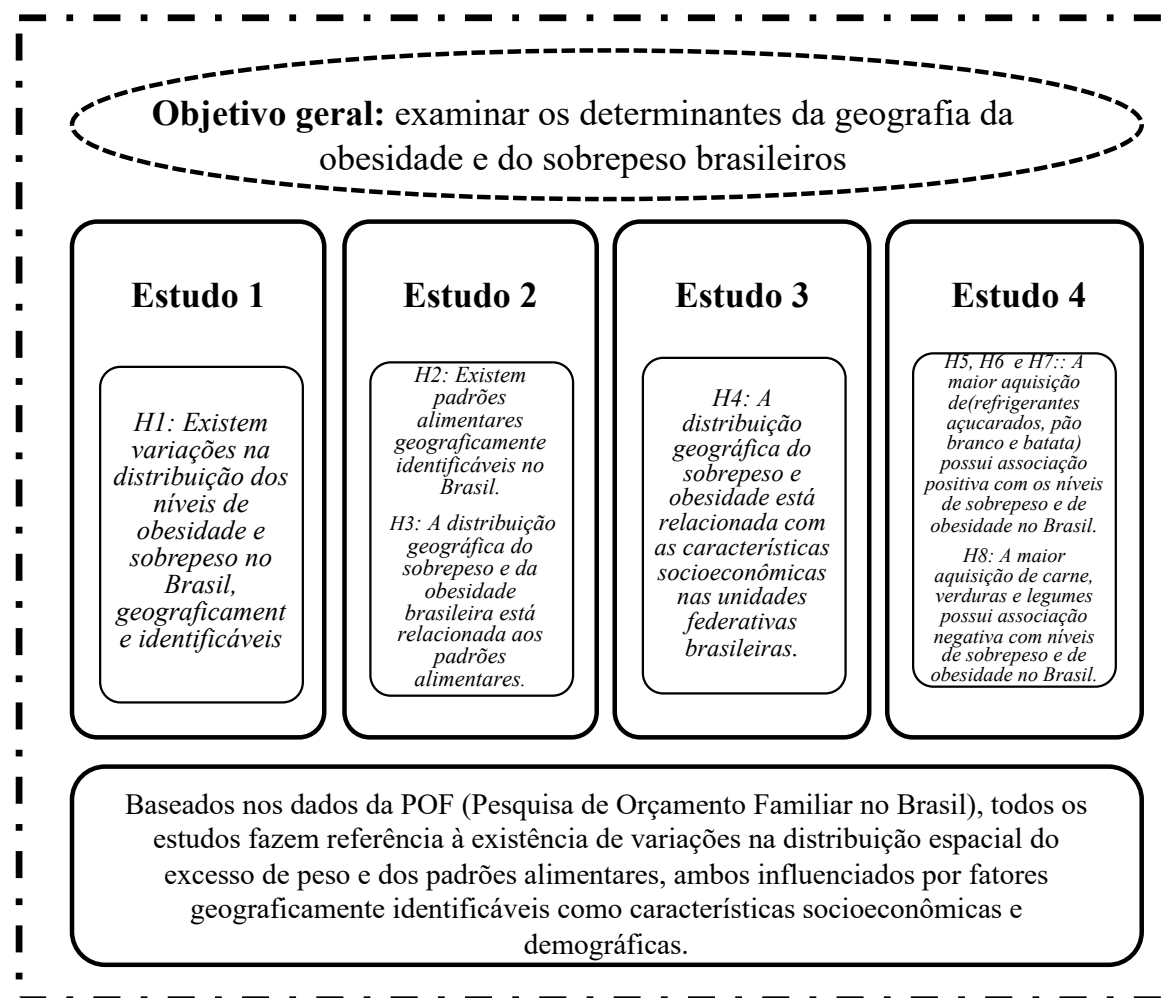 Objetivo geral: examinar os determinantes da geografia da
obesidade e do sobrepeso brasileiros
Estudo 1
H1: Existem
variações na
distribuição dos
níveis de
obesidade e
sobrepeso no
Brasil,
geograficament
e identificáveis
Estudo 2
H2: Existem
padrões
alimentares
geograficamente
identificáveis no
Brasil.
H3: A distribuição
geográfica do
sobrepeso e da
obesidade
brasileira está
relacionada aos
padrões
alimentares.
Estudo 3
H4: A
distribuição
geográfica do
sobrepeso e
obesidade está
relacionada com
as características
socioeconômicas
nas unidades
federativas
brasileiras.
Estudo 4
H5, H6 e H7:: A
maior aquisição
de(refrigerantes
açucarados, pão
branco e batata)
possui associação
positiva com os níveis
de sobrepeso e de
obesidade no Brasil.
H8: A maior
aquisição de carne,
verduras e legumes
possui associação
negativa com níveis
de sobrepeso e de
obesidade no Brasil.
Baseados nos dados da POF (Pesquisa de Orçamento Familiar no Brasil), todos os
estudos fazem referência à existência de variações na distribuição espacial do
excesso de peso e dos padrões alimentares, ambos influenciados por fatores
geograficamente identificáveis como características socioeconômicas e
demográficas.